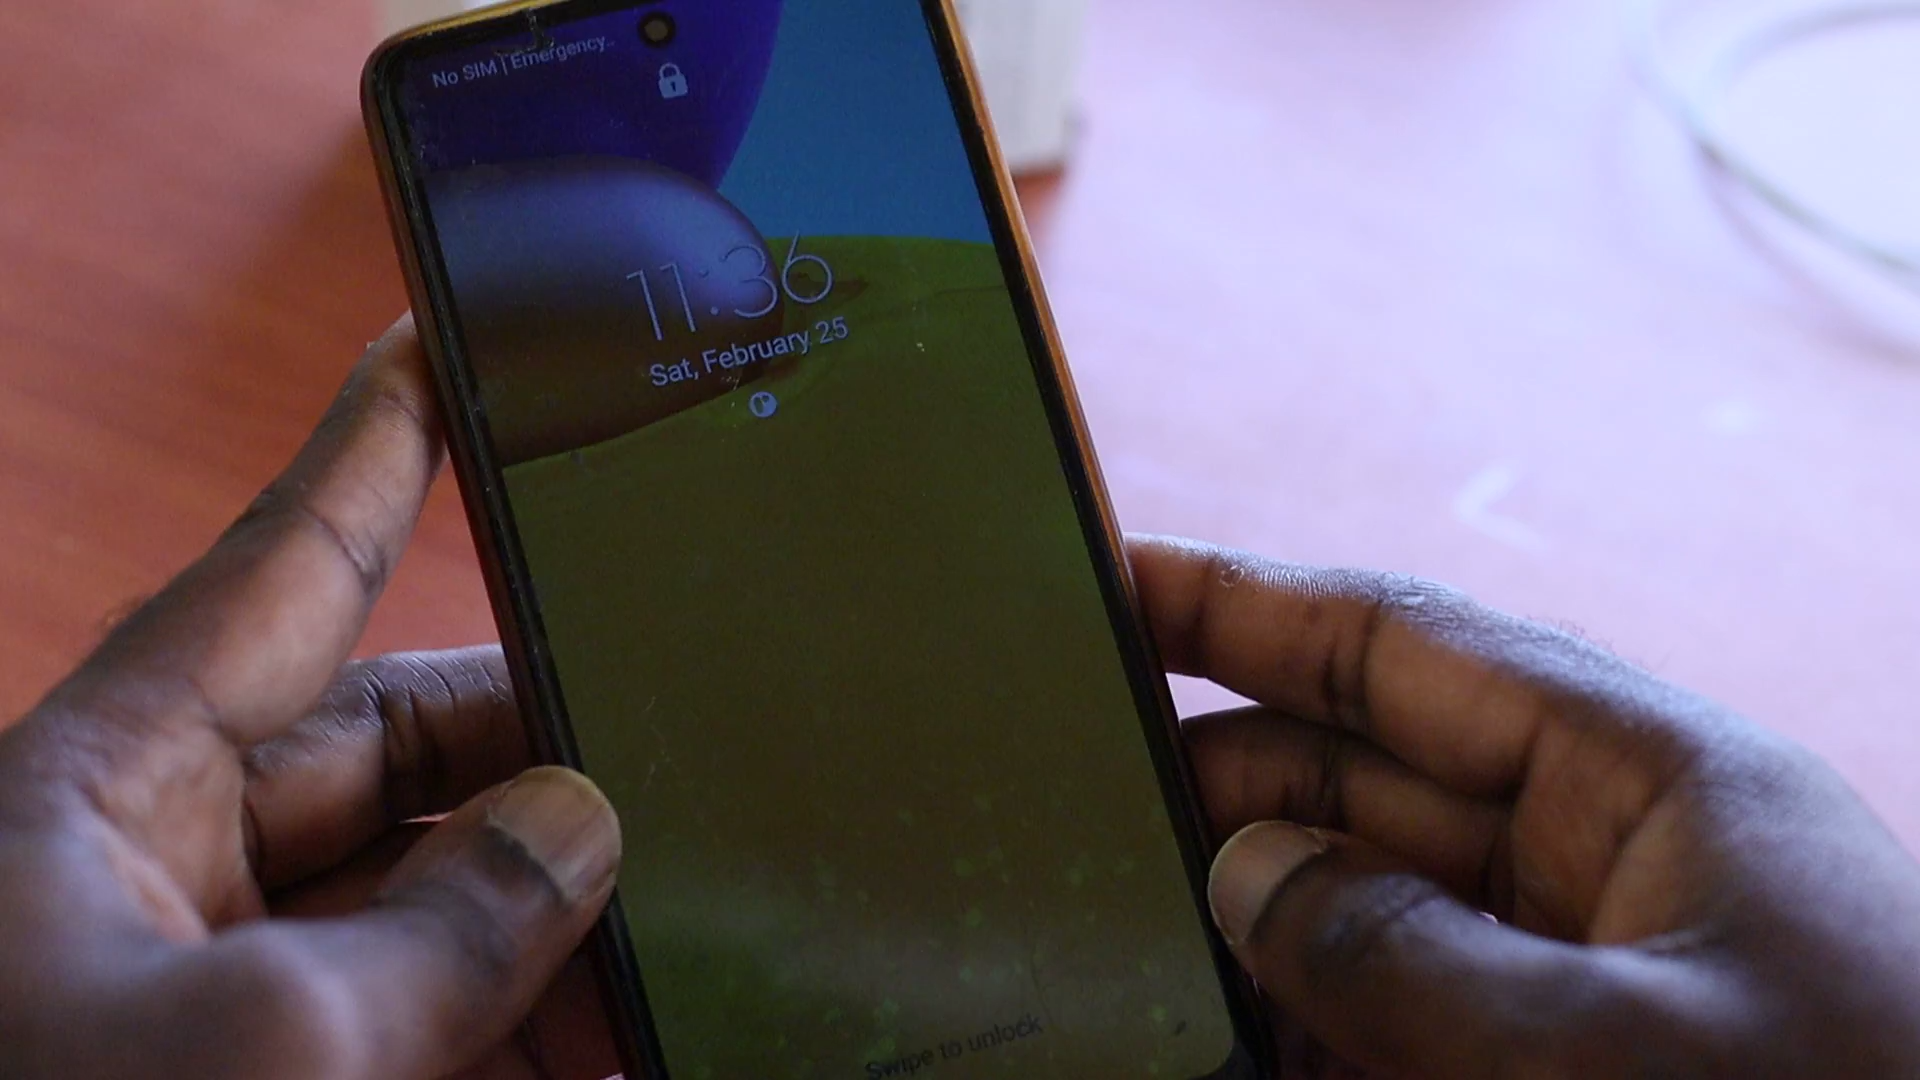 No SIM | Emergency..
11:36
Sat, February 25
Swipe to unlock